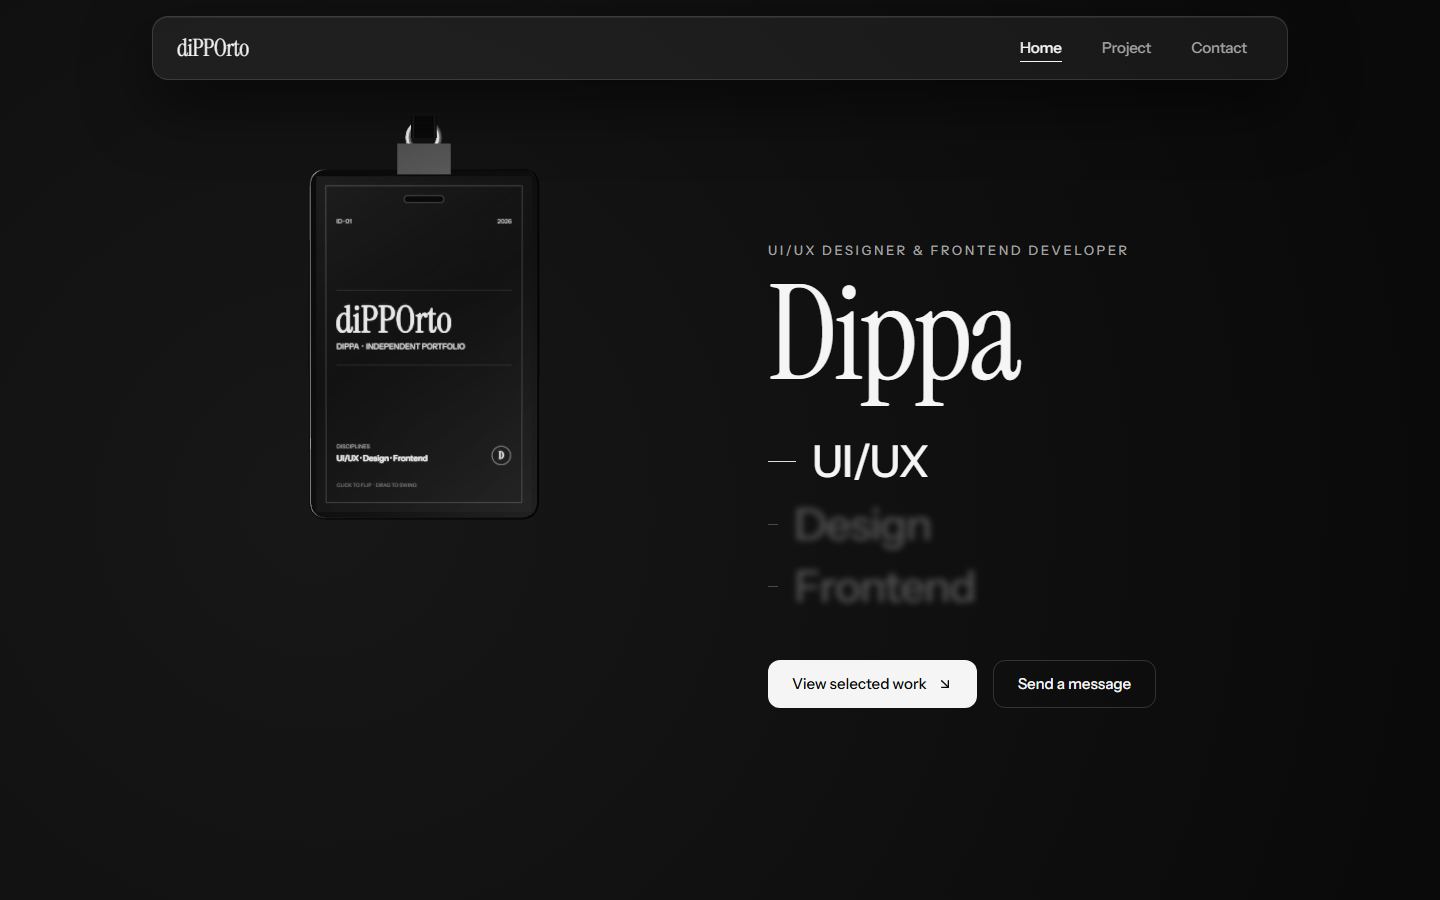 diPPOrto
Home Project Contact
ID-01 2026
diPPOrto
DIPPA · INDEPENDENT PORTFOLIO
DISCIPLINES
UI/UX · Design · Frontend
D
CLICK TO FLIP · DRAG TO SWING
UI/UX DESIGNER & FRONTEND DEVELOPER
Dippa
UI/UX
Design
Frontend
View selected work
Send a message